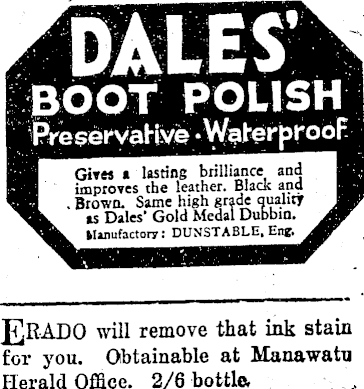 DALES'
BOOT POLISH
Preservative · Waterproof
Gives a lasting brilliance and
improves the leather. Black and
Brown. Same high grade quality
as Dales' Gold Medal Dubbin.
Manufactory: DUNSTABLE, Eng.
ERADO will remove that ink stain
for you. Obtainable at Manawatu
Herald Office. 2/6 bottle.